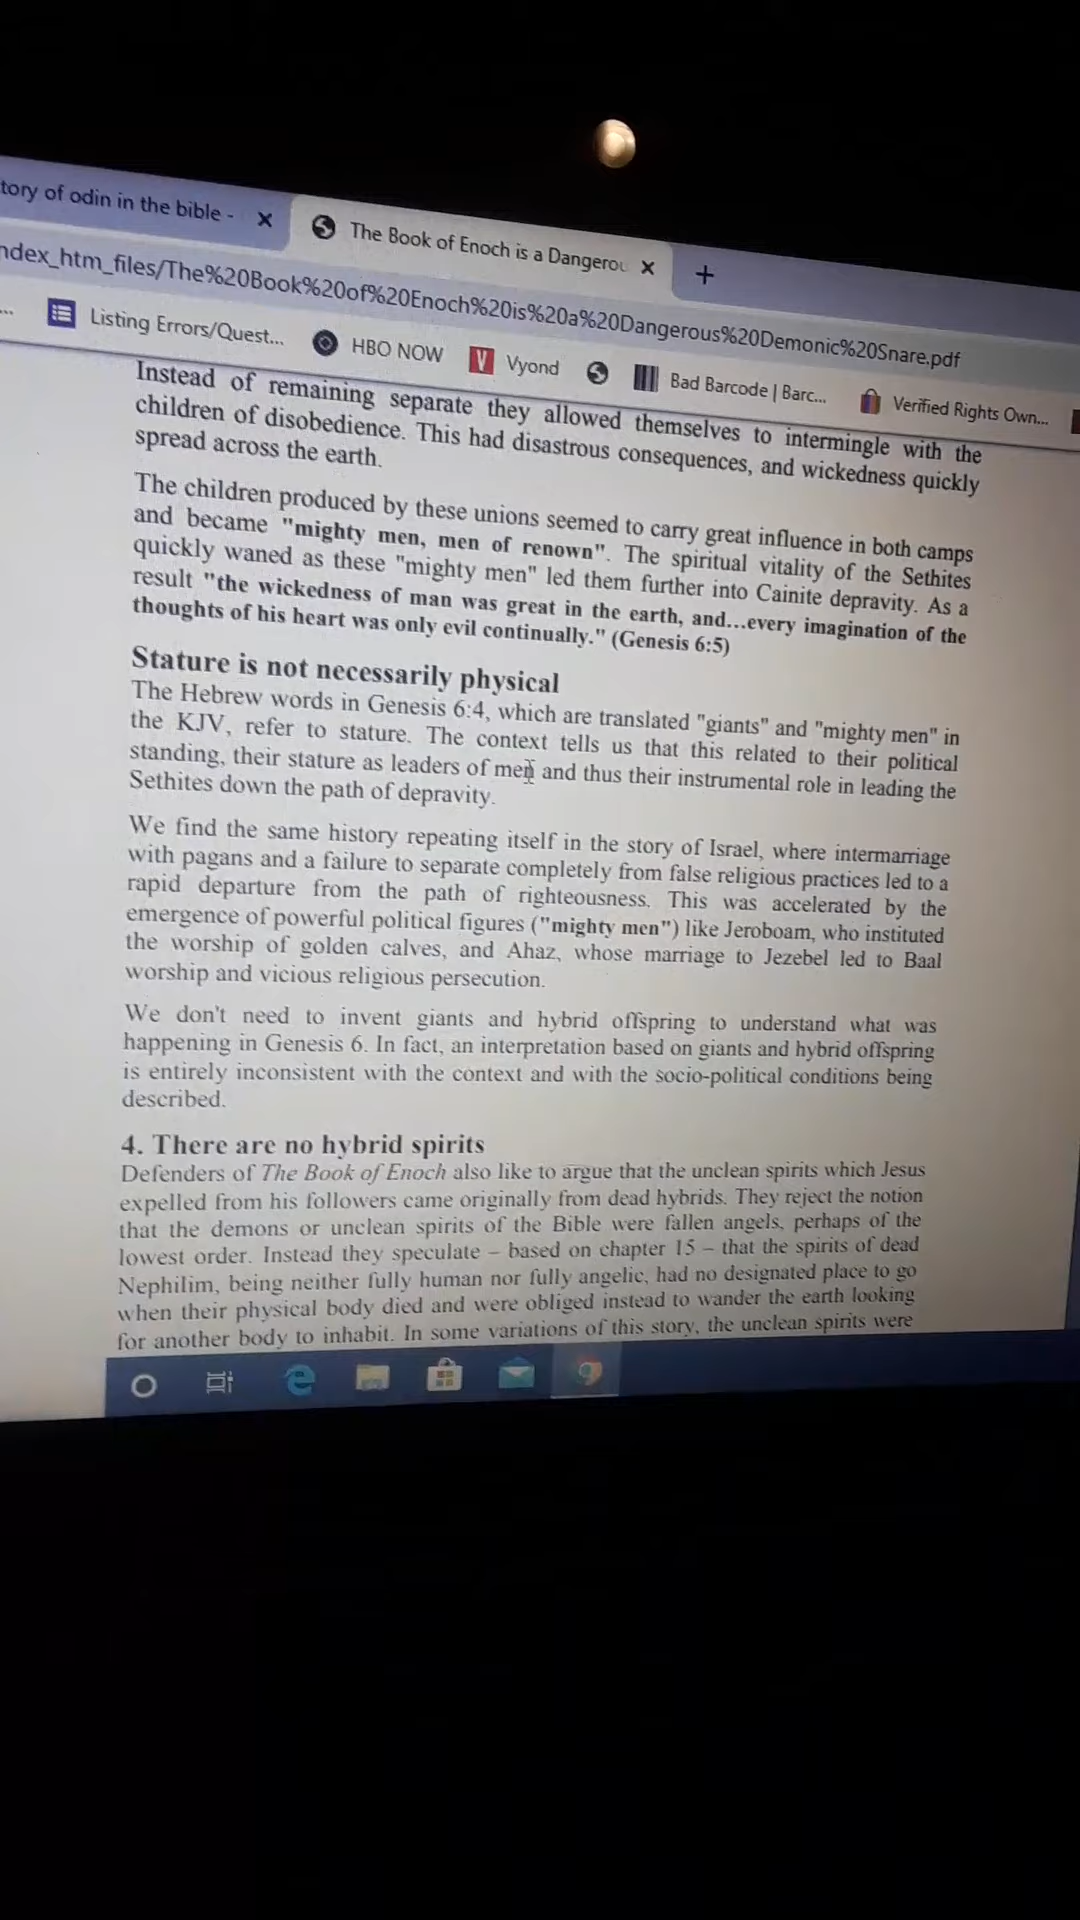 tory of odin in the bible -
The Book of Enoch is a Dangerou
ndex_htm_files/The%20Book%20of%20Enoch%20is%20a%20Dangerous%20Demonic%20Snare.pdf
... Listing Errors/Quest... HBO NOW V Vyond Bad Barcode | Barc... Verified Rights Own...
Instead of remaining separate they allowed themselves to intermingle with the
children of disobedience. This had disastrous consequences, and wickedness quickly
spread across the earth.
The children produced by these unions seemed to carry great influence in both camps
and became "mighty men, men of renown". The spiritual vitality of the Sethites
quickly waned as these "mighty men" led them further into Cainite depravity. As a
result "the wickedness of man was great in the earth, and...every imagination of the
thoughts of his heart was only evil continually." (Genesis 6:5)
Stature is not necessarily physical
The Hebrew words in Genesis 6:4, which are translated "giants" and "mighty men" in
the KJV, refer to stature. The context tells us that this related to their political
standing, their stature as leaders of men and thus their instrumental role in leading the
Sethites down the path of depravity.
We find the same history repeating itself in the story of Israel, where intermarriage
with pagans and a failure to separate completely from false religious practices led to a
rapid departure from the path of righteousness. This was accelerated by the
emergence of powerful political figures ("mighty men") like Jeroboam, who instituted
the worship of golden calves, and Ahaz, whose marriage to Jezebel led to Baal
worship and vicious religious persecution.
We don't need to invent giants and hybrid offspring to understand what was
happening in Genesis 6. In fact, an interpretation based on giants and hybrid offspring
is entirely inconsistent with the context and with the socio-political conditions being
described.
4. There are no hybrid spirits
Defenders of The Book of Enoch also like to argue that the unclean spirits which Jesus
expelled from his followers came originally from dead hybrids. They reject the notion
that the demons or unclean spirits of the Bible were fallen angels, perhaps of the
lowest order. Instead they speculate – based on chapter 15 – that the spirits of dead
Nephilim, being neither fully human nor fully angelic, had no designated place to go
when their physical body died and were obliged instead to wander the earth looking
for another body to inhabit. In some variations of this story, the unclean spirits were